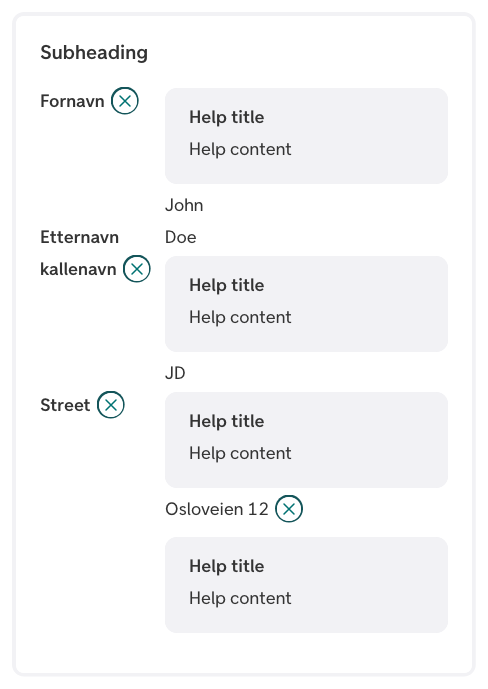 Subheading
Fornavn
Help title
Help content
John
Etternavn
Doe
kallenavn
Help title
Help content
JD
Street
Help title
Help content
Osloveien 12
Help title
Help content